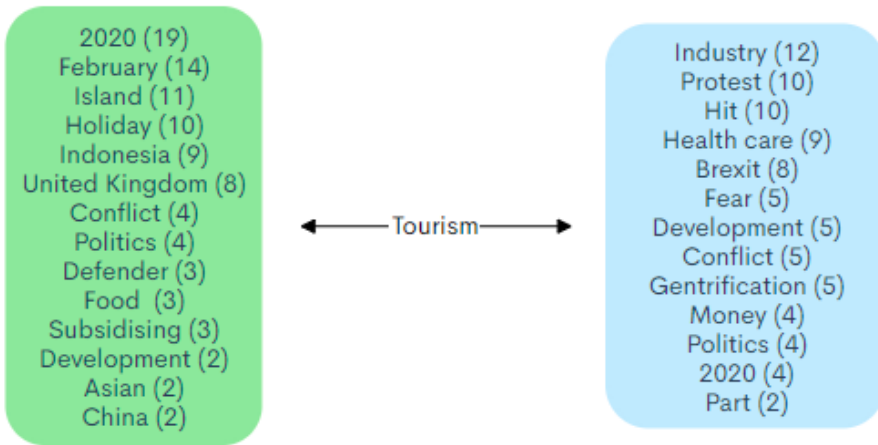 2020 (19)
February (14)
Island (11)
Holiday (10)
Indonesia (9)
United Kingdom (8)
Conflict (4)
Politics (4)
Defender (3)
Food (3)
Subsidising (3)
Development (2)
Asian (2)
China (2)
Tourism
Industry (12)
Protest (10)
Hit (10)
Health care (9)
Brexit (8)
Fear (5)
Development (5)
Conflict (5)
Gentrification (5)
Money (4)
Politics (4)
2020 (4)
Part (2)